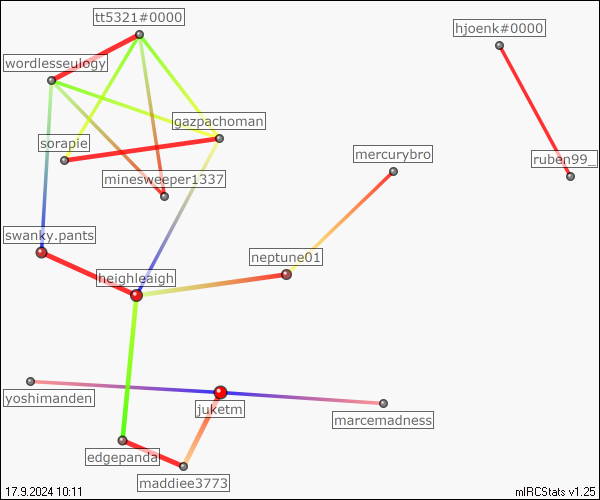 tt5321#0000
hjoenk#0000
wordlesseulogy
gazpachoman
sorapie
mercurybro
ruben99_
minesweeper1337
swanky.pants
neptune01
heighleaigh
yoshimanden
juketm
marcemadness
edgepanda
maddiee3773
17.9.2024 10:11
mIRCStats v1.25